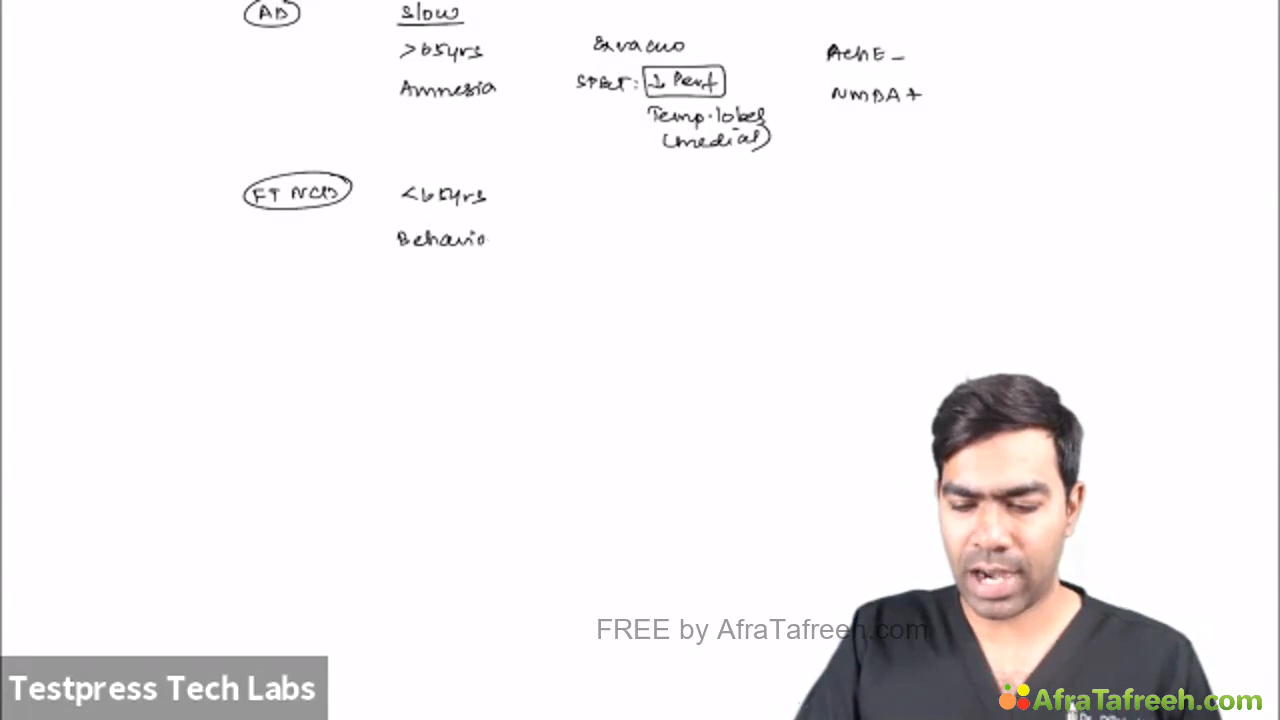 AD Slow
>65yrs Exvacuo AchE -
Amnesia SPECT: ↓ Perf NMDA +
Temp. lobes
(medial)
FT NCD <65yrs
Behavio
FREE by AfraTafreeh.com
Testpress Tech Labs
AfraTafreeh.com